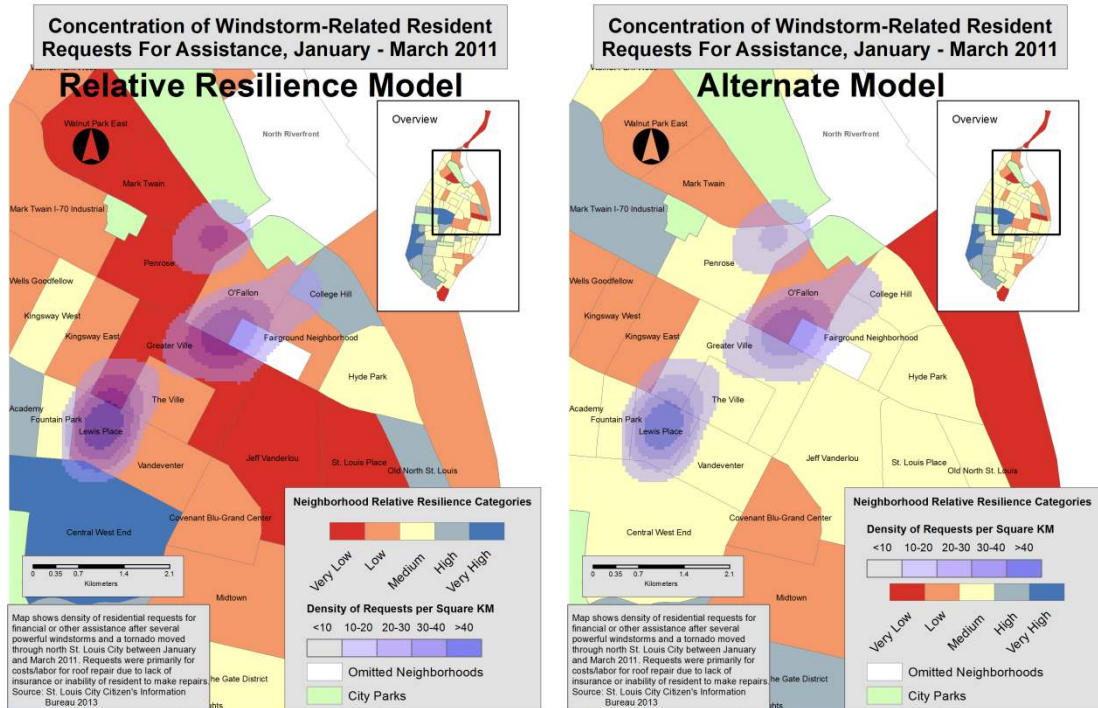 Concentration of Windstorm-Related Resident
Requests For Assistance, January - March 2011
Relative Resilience Model
Walnut Park East
North Riverfront
Overview
Mark Twain
Mark Twain I-70 Industrial
Penrose
Wells Goodfellow
O'Fallon
College Hill
Kingsway West
Kingsway East
Greater Ville
Fairground Neighborhood
Hyde Park
The Ville
Academy
Fountain Park
Lewis Place
Vandeventer
Jeff Vanderlou
St. Louis Place
Old North St. Louis
Covenant Blu-Grand Center
Central West End
Midtown
0 0.35 0.7 1.4 2.1
Kilometers
Map shows density of residential requests for
financial or other assistance after several
powerful windstorms and a tornado moved
through north St. Louis City between January
and March 2011. Requests were primarily for
costs/labor for roof repair due to lack of
insurance or inability of resident to make repairs.
Source: St. Louis City Citizen's Information
Bureau 2013
he Gate District
hts
Neighborhood Relative Resilience Categories
Very Low
Low
Medium
High
Very High
Density of Requests per Square KM
<10 10-20 20-30 30-40 >40
Omitted Neighborhoods
City Parks
Concentration of Windstorm-Related Resident
Requests For Assistance, January - March 2011
Alternate Model
Walnut Park East
North Riverfront
Overview
Mark Twain
Mark Twain I-70 Industrial
Penrose
Wells Goodfellow
O'Fallon
College Hill
Kingsway West
Kingsway East
Greater Ville
Fairground Neighborhood
Hyde Park
The Ville
Academy
Fountain Park
Lewis Place
Vandeventer
Jeff Vanderlou
St. Louis Place
Old North St. Louis
Covenant Blu-Grand Center
Central West End
Midtown
0 0.35 0.7 1.4 2.1
Kilometers
Map shows density of residential requests for
financial or other assistance after several
powerful windstorms and a tornado moved
through north St. Louis City between January
and March 2011. Requests were primarily for
costs/labor for roof repair due to lack of
insurance or inability of resident to make repairs.
Source: St. Louis City Citizen's Information
Bureau 2013
he Gate District
hts
Neighborhood Relative Resilience Categories
Density of Requests per Square KM
<10 10-20 20-30 30-40 >40
Very Low
Low
Medium
High
Very High
Omitted Neighborhoods
City Parks